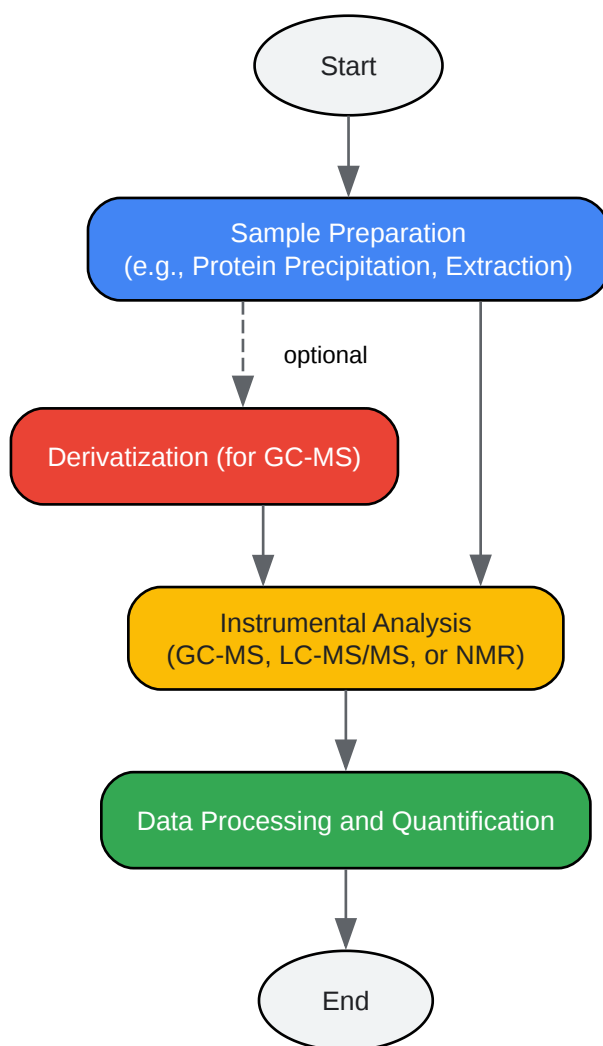 Start
Sample Preparation
(e.g., Protein Precipitation, Extraction)
optional
Derivatization (for GC-MS)
Instrumental Analysis
(GC-MS, LC-MS/MS, or NMR)
Data Processing and Quantification
End